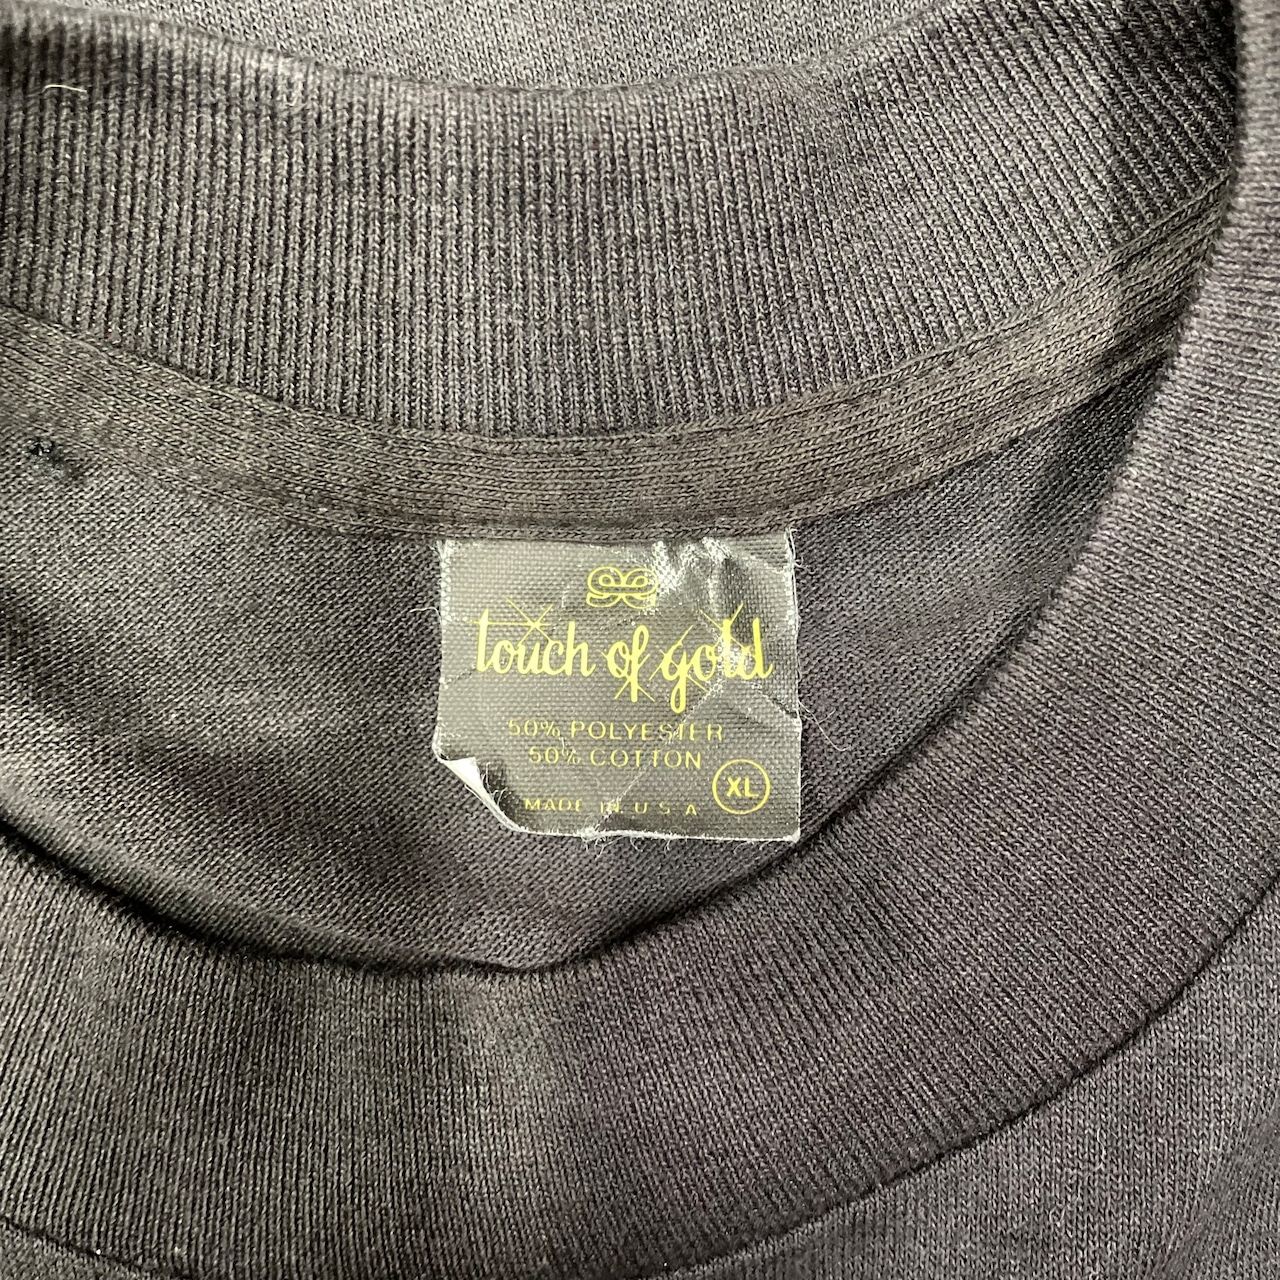 touch of gold
50% POLYESTER
50% COTTON
XL
MADE IN U.S.A